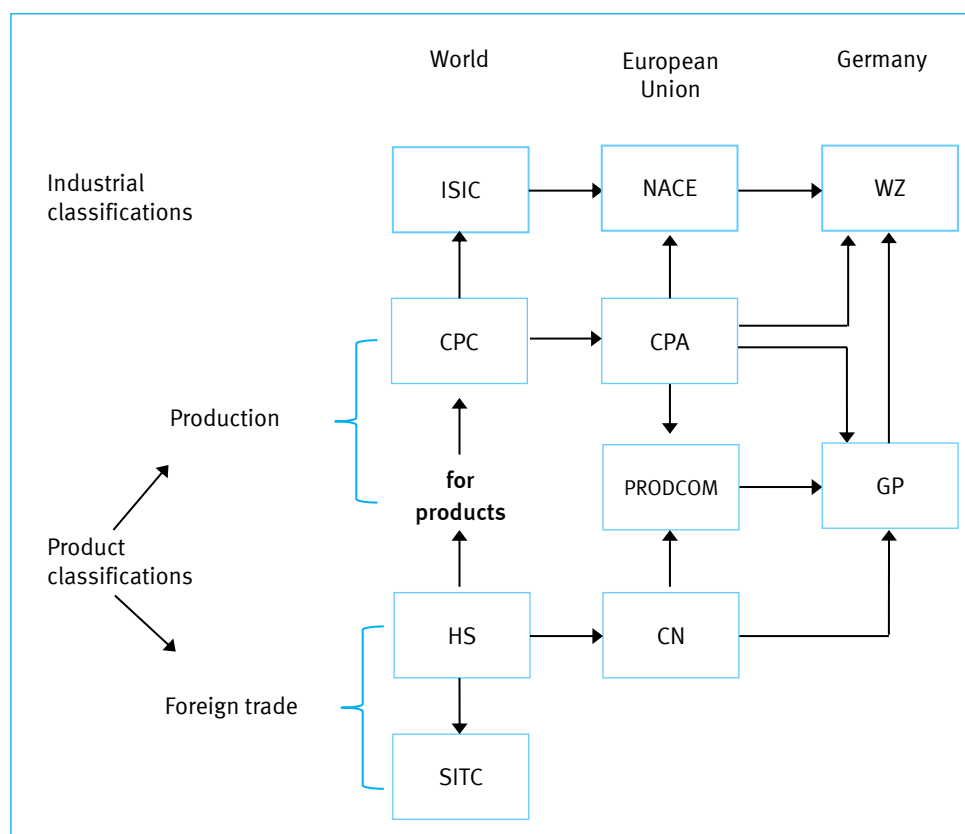 World
European
Union
Germany
Industrial
classifications
ISIC
NACE
WZ
CPC
CPA
Production
for
products
PRODCOM
GP
Product
classifications
HS
CN
Foreign trade
SITC